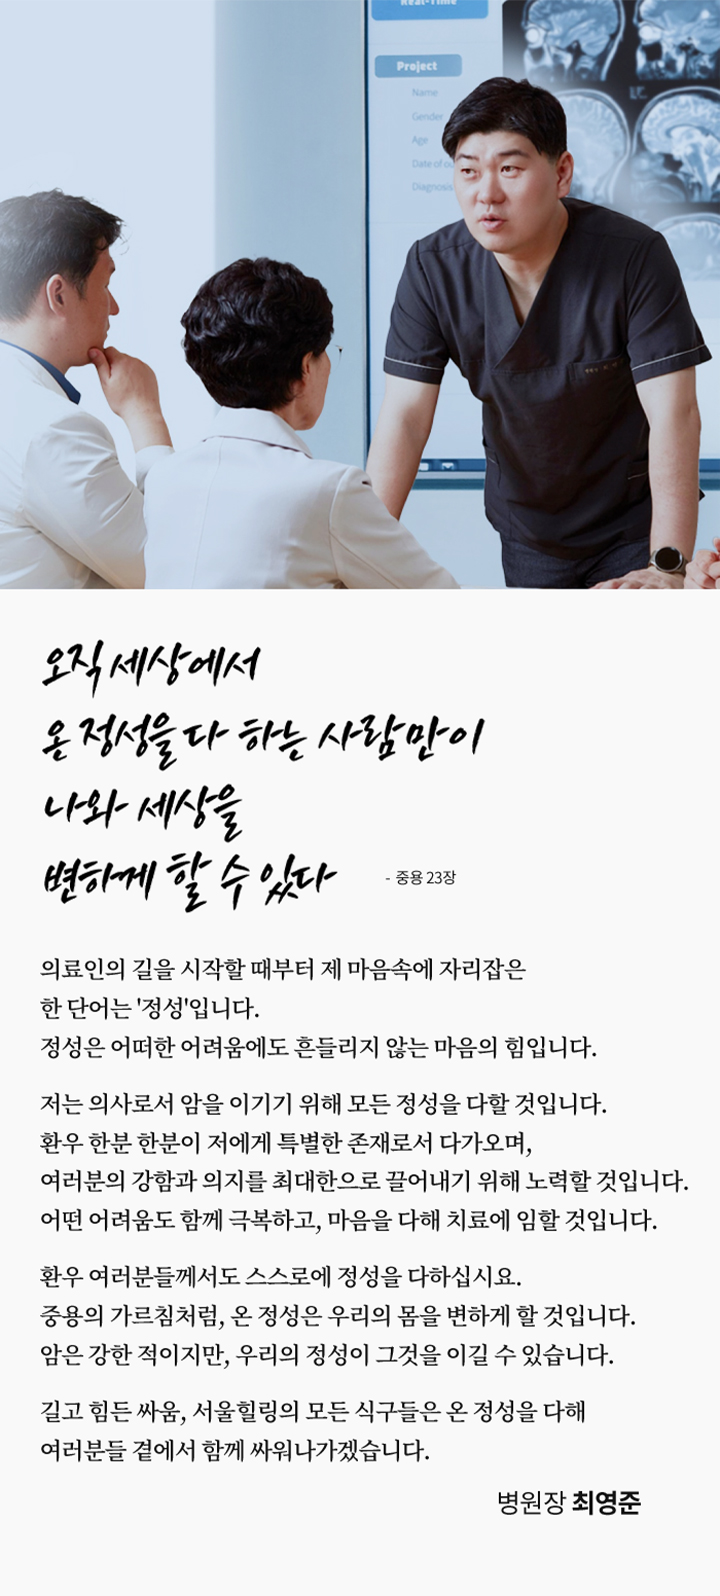 Real-Time
Project
Name
Gender
Age
Date of
Diagnosis
오직 세상에서
온 정성을 다 하는 사람만이
나와 세상을
변하게 할 수 있다
- 중용 23장
의료인의 길을 시작할 때부터 제 마음속에 자리잡은
한 단어는 '정성'입니다.
정성은 어떠한 어려움에도 흔들리지 않는 마음의 힘입니다.
저는 의사로서 암을 이기기 위해 모든 정성을 다할 것입니다.
환우 한분 한분이 저에게 특별한 존재로서 다가오며,
여러분의 강함과 의지를 최대한으로 끌어내기 위해 노력할 것입니다.
어떤 어려움도 함께 극복하고, 마음을 다해 치료에 임할 것입니다.
환우 여러분들께서도 스스로에 정성을 다하십시요.
중용의 가르침처럼, 온 정성은 우리의 몸을 변하게 할 것입니다.
암은 강한 적이지만, 우리의 정성이 그것을 이길 수 있습니다.
길고 힘든 싸움, 서울힐링의 모든 식구들은 온 정성을 다해
여러분들 곁에서 함께 싸워나가겠습니다.
병원장 최영준